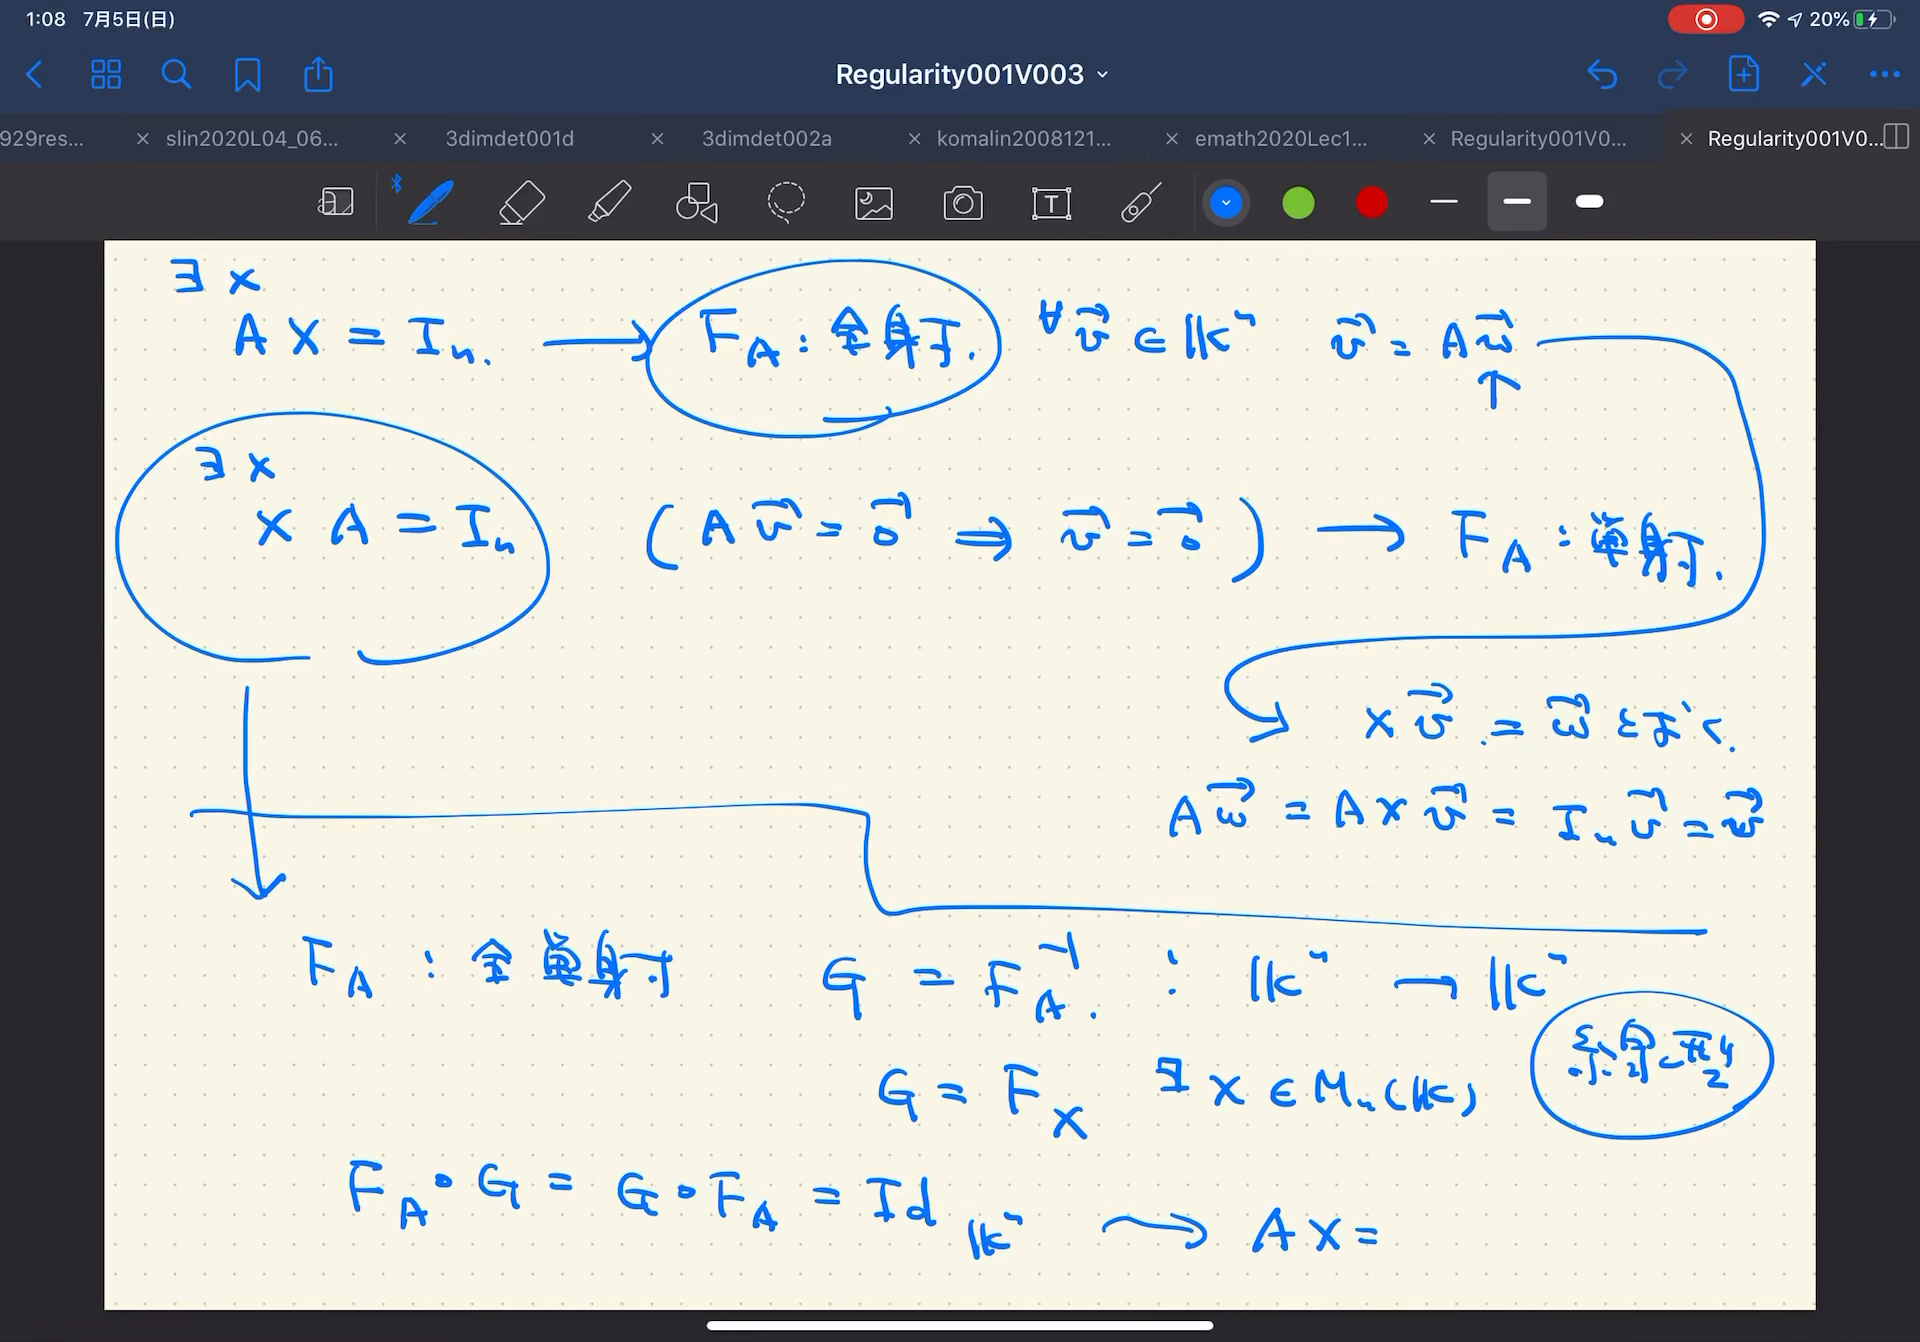 1:08 7月5日(日)
20%
Regularity001V003
929res...
slin2020L04_06...
3dimdet001d
3dimdet002a
komalin2008121...
emath2020Lec1...
Regularity001V0...
Regularity001V0...
∃X
AX = Iₙ. → F_A : 全射. ∀v⃗ ∈ 𝕂ⁿ v⃗ = Aw⃗
↑
∃X
XA = Iₙ (Av⃗ = 0⃗ ⇒ v⃗ = 0⃗) → F_A : 単射.
Xv⃗ = w⃗ とおく.
Aw⃗ = AXv⃗ = Iₙv⃗ = v⃗
F_A : 全単射 G = F_A⁻¹ : 𝕂ⁿ → 𝕂ⁿ
G = F_X ∃X ∈ Mₙ(𝕂)
F_A∘G = G∘F_A = Id_𝕂ⁿ ⇝ AX =